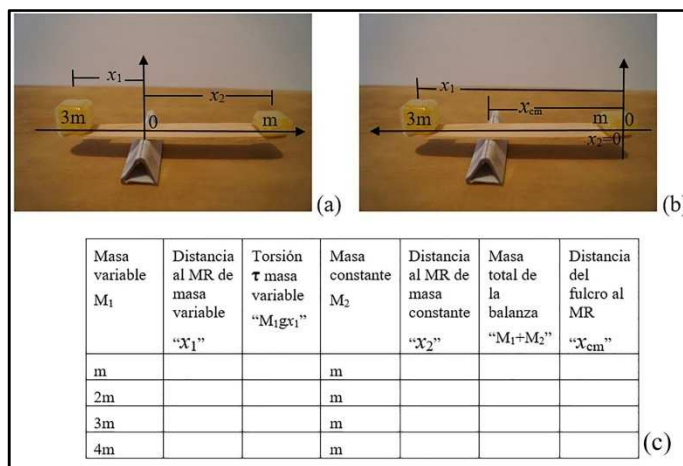 x₁
x₂
3m
0
m
(a)
x₁
x_cm
3m
m
0
x₂=0
(b)
Masa variable M₁
Distancia al MR de masa variable “x₁”
Torsión τ masa variable “M₁gx₁”
Masa constante M₂
Distancia al MR de masa constante “x₂”
Masa total de la balanza “M₁+M₂”
Distancia del fulcro al MR “x_cm”
m m
2m m
3m m
4m m
(c)